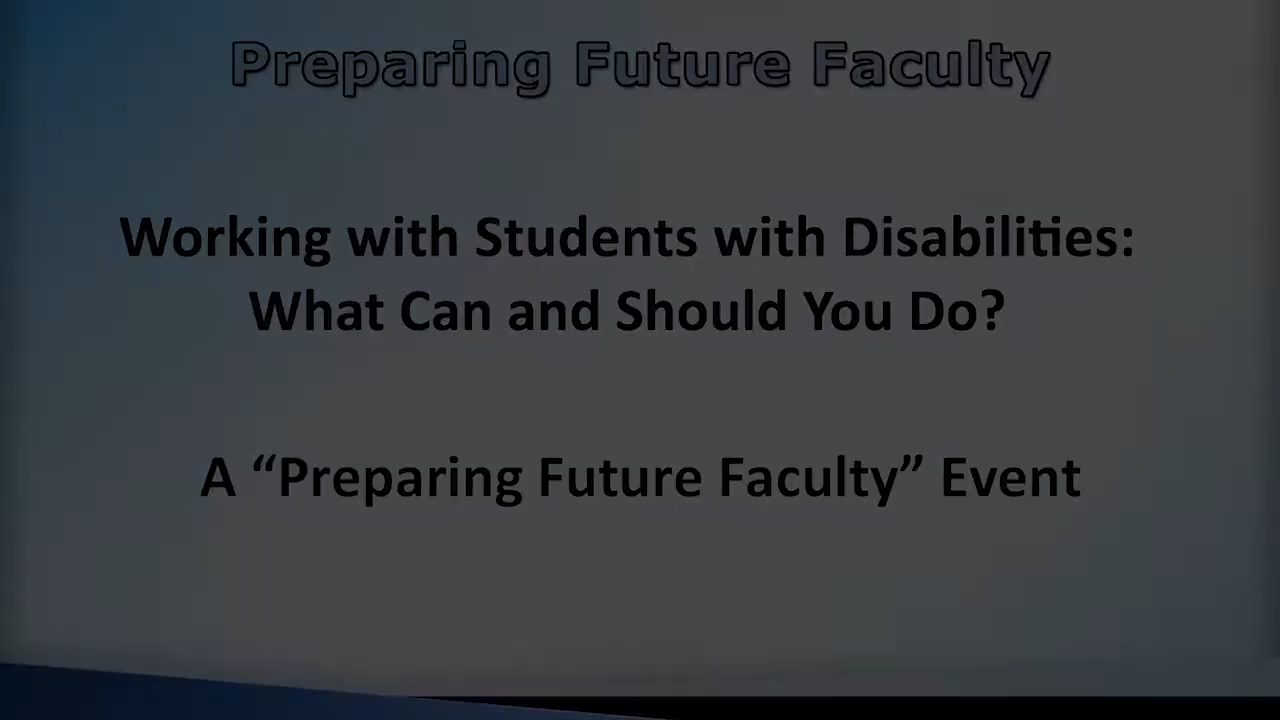 Preparing Future Faculty
Working with Students with Disabilities:
What Can and Should You Do?
A “Preparing Future Faculty” Event